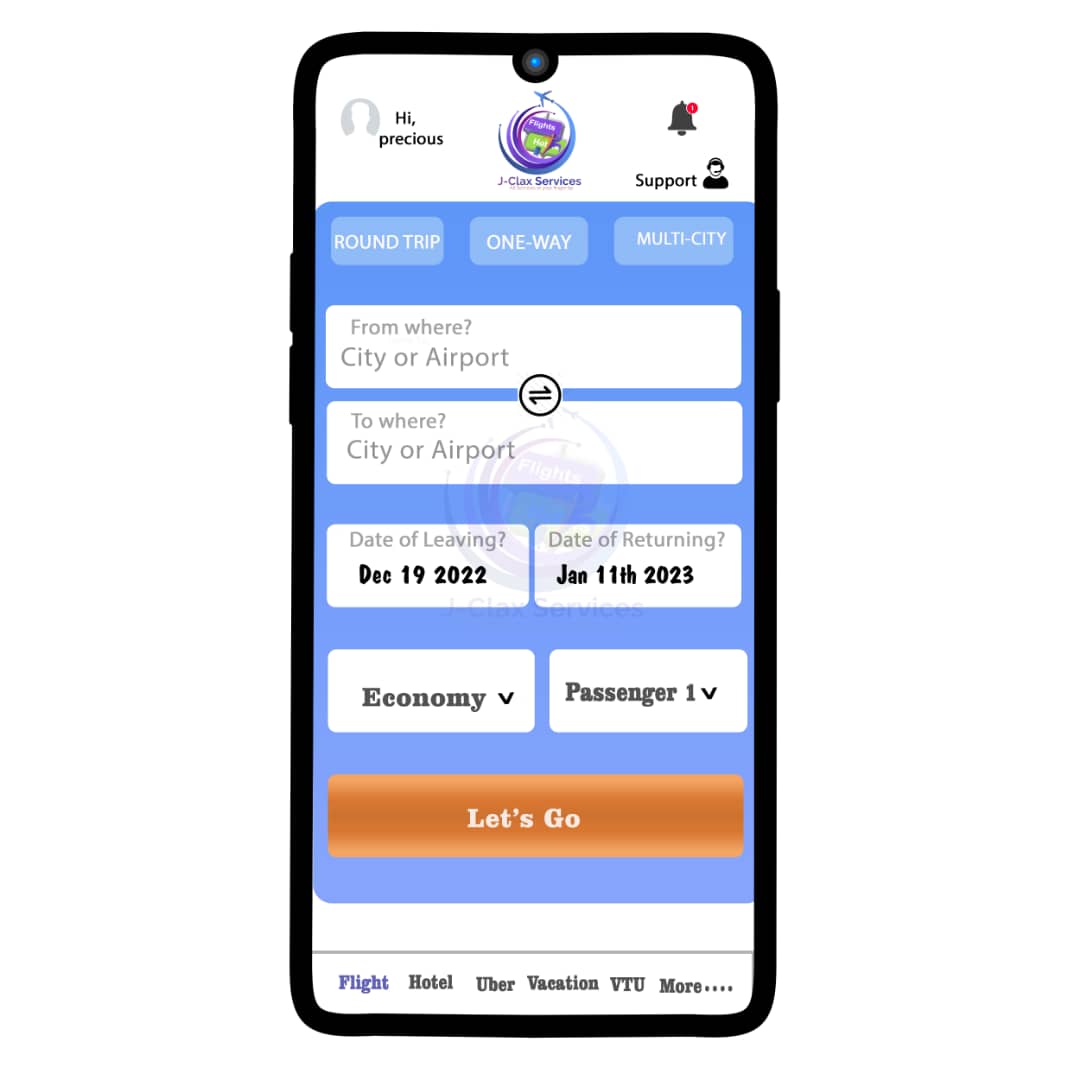 Hi,
precious
Flights
Hot
J-Clax Services
1
Support
ROUND TRIP
ONE-WAY
MULTI-CITY
From where?
City or Airport
To where?
City or Airport
Flights
Date of Leaving?
Date of Returning?
Dec 19 2022
Jan 11th 2023
J-Clax Services
Economy
Passenger 1
Let's Go
Flight Hotel Uber Vacation VTU More....